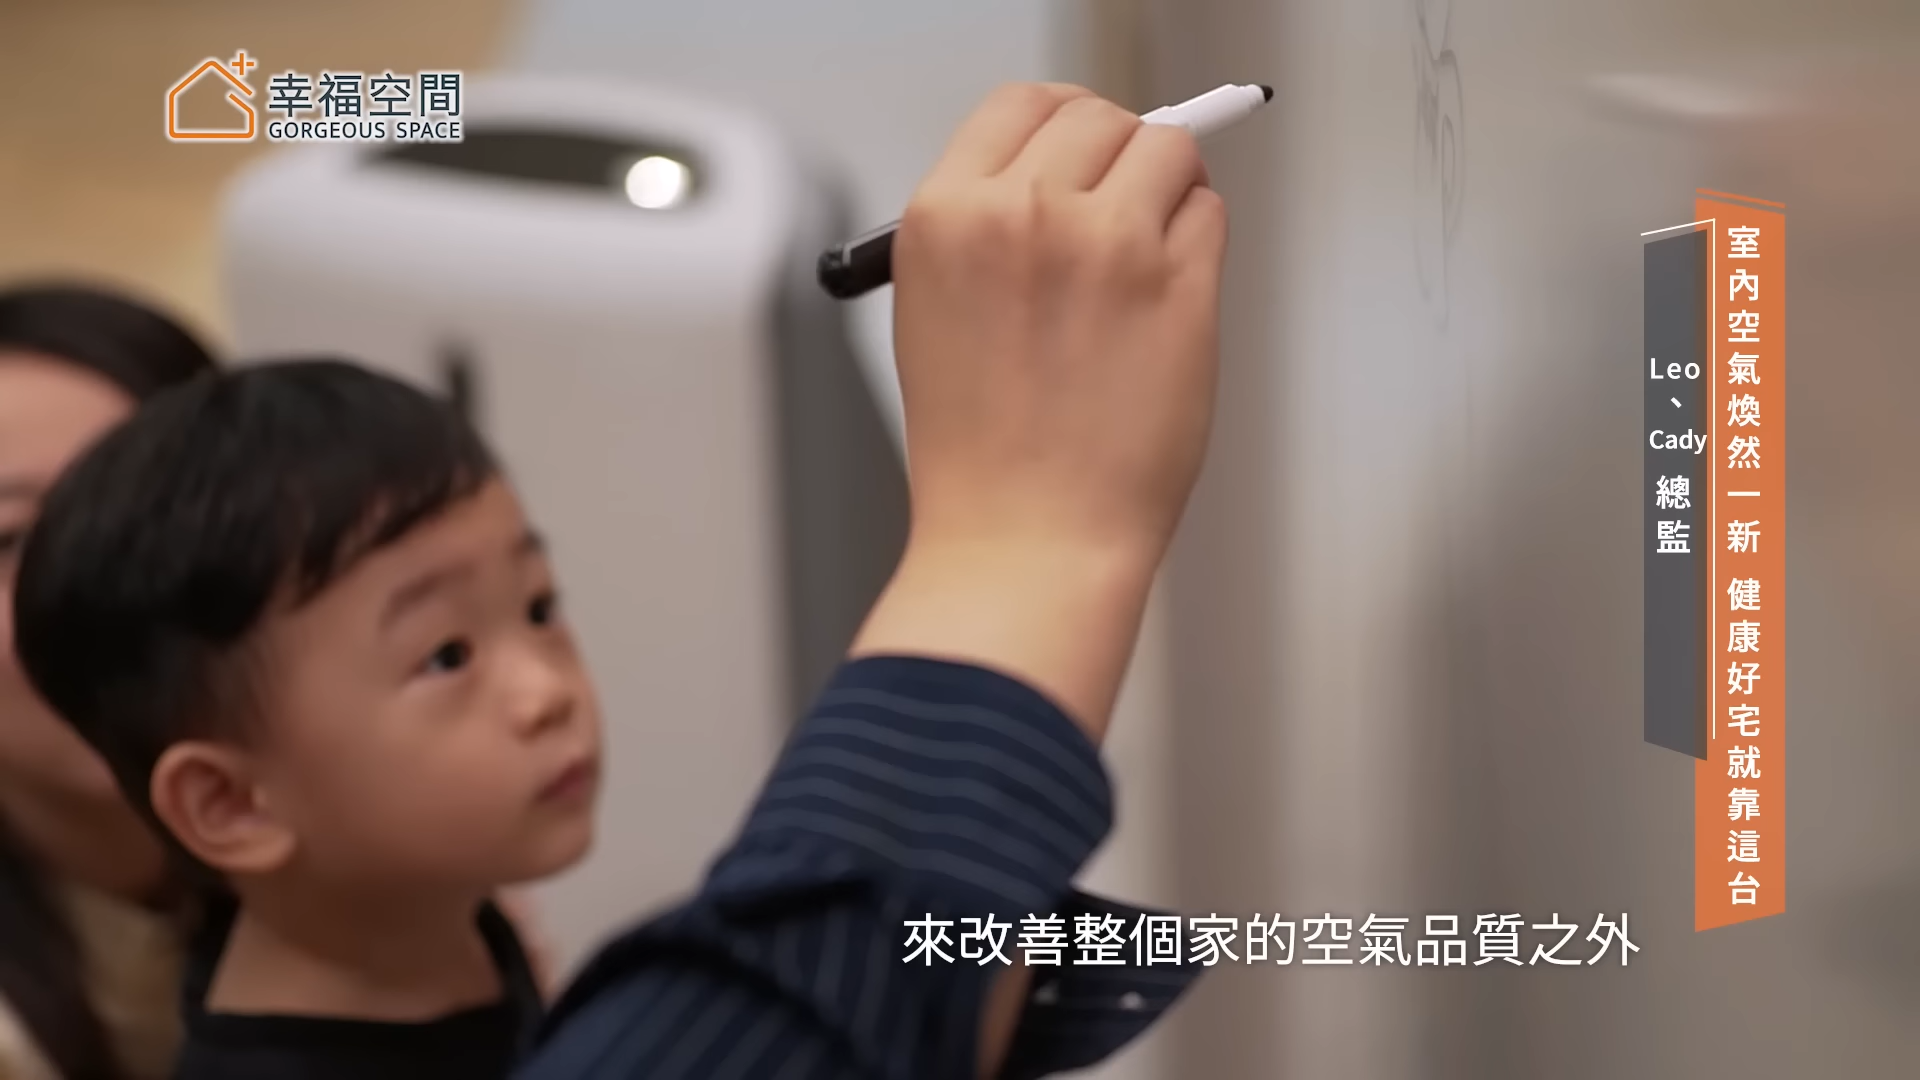 幸福空間
GORGEOUS SPACE
室內空氣煥然一新 健康好宅就靠這台
Leo、Cady 總監
來改善整個家的空氣品質之外